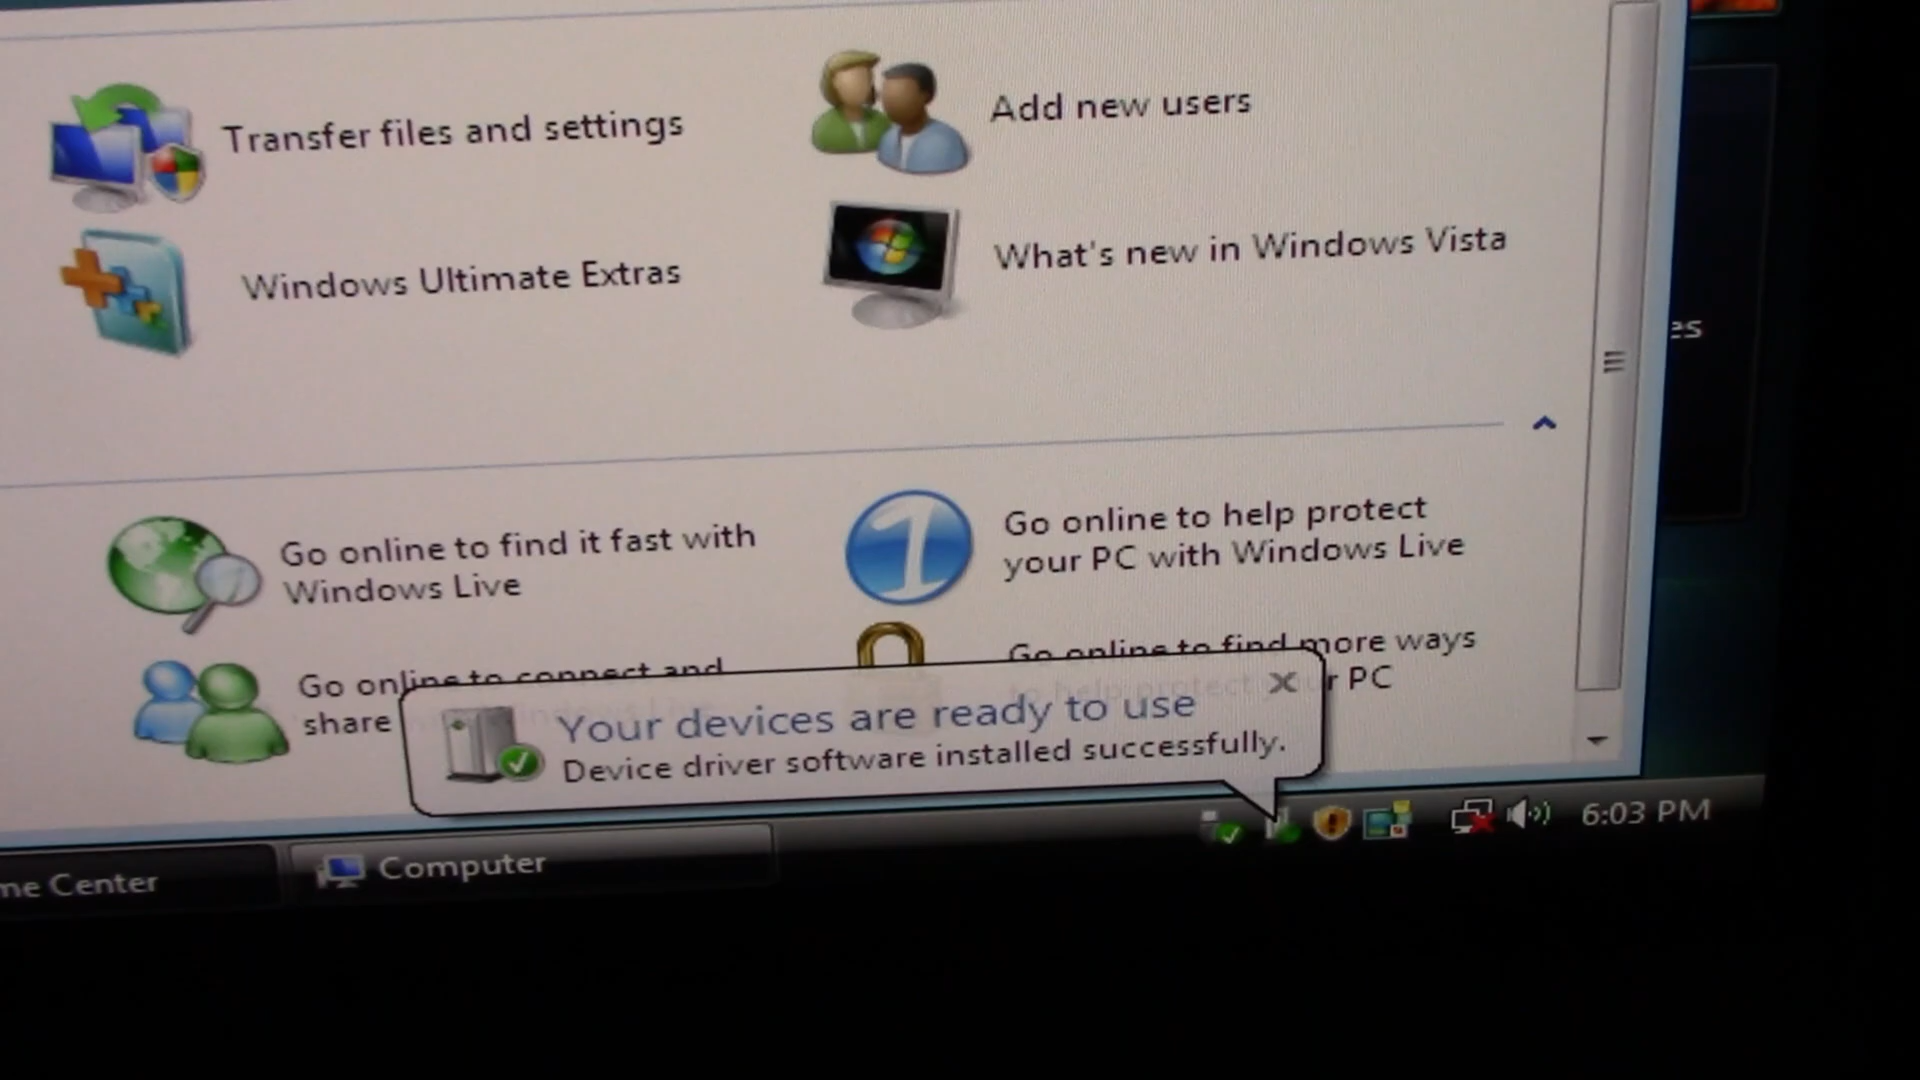 Transfer files and settings
Add new users
Windows Ultimate Extras
What's new in Windows Vista
es
Go online to find it fast with
Windows Live
Go online to help protect
your PC with Windows Live
Go online to connect and
share
Go online to find more ways
to help protect your PC
Your devices are ready to use
Device driver software installed successfully.
me Center
Computer
6:03 PM